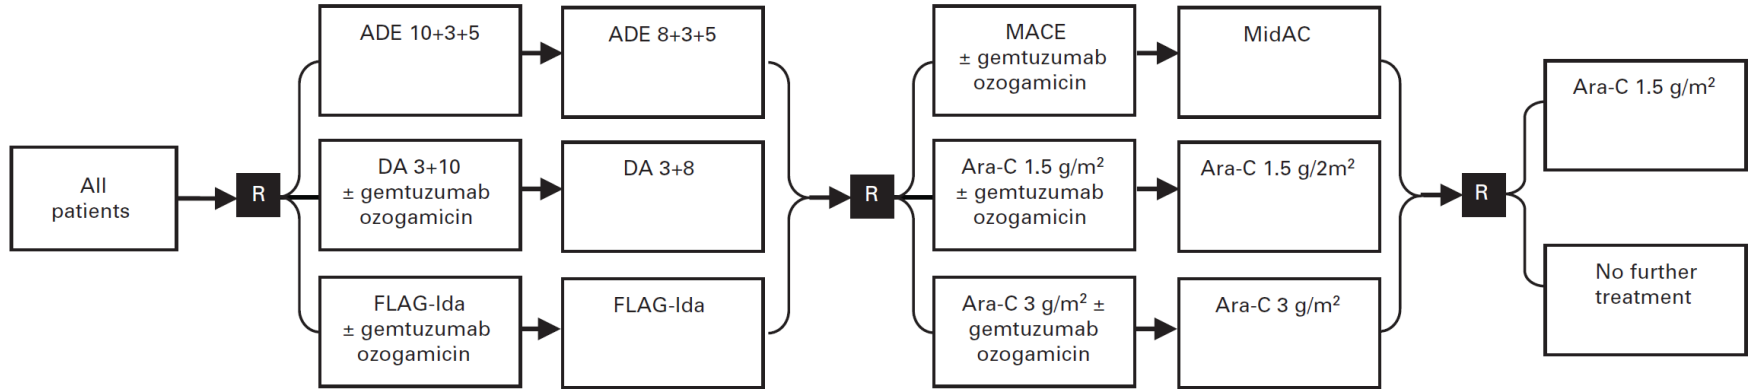 All
patients
R
ADE 10+3+5
ADE 8+3+5
DA 3+10
± gemtuzumab
ozogamicin
DA 3+8
FLAG-Ida
± gemtuzumab
ozogamicin
FLAG-Ida
R
MACE
± gemtuzumab
ozogamicin
MidAC
Ara-C 1.5 g/m²
± gemtuzumab
ozogamicin
Ara-C 1.5 g/2m²
Ara-C 3 g/m² ±
gemtuzumab
ozogamicin
Ara-C 3 g/m²
R
Ara-C 1.5 g/m²
No further
treatment